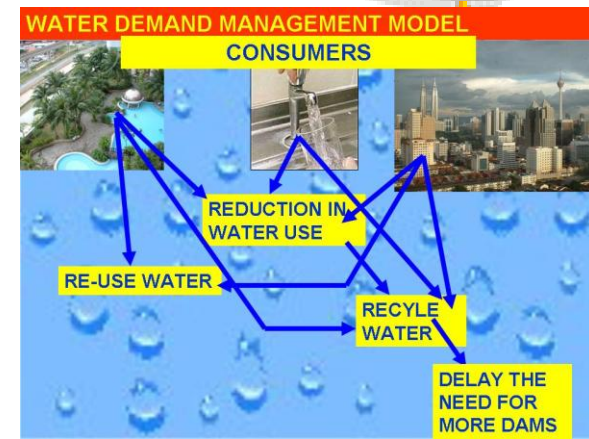 WATER DEMAND MANAGEMENT MODEL
CONSUMERS
REDUCTION IN
WATER USE
RE-USE WATER
RECYLE
WATER
DELAY THE
NEED FOR
MORE DAMS